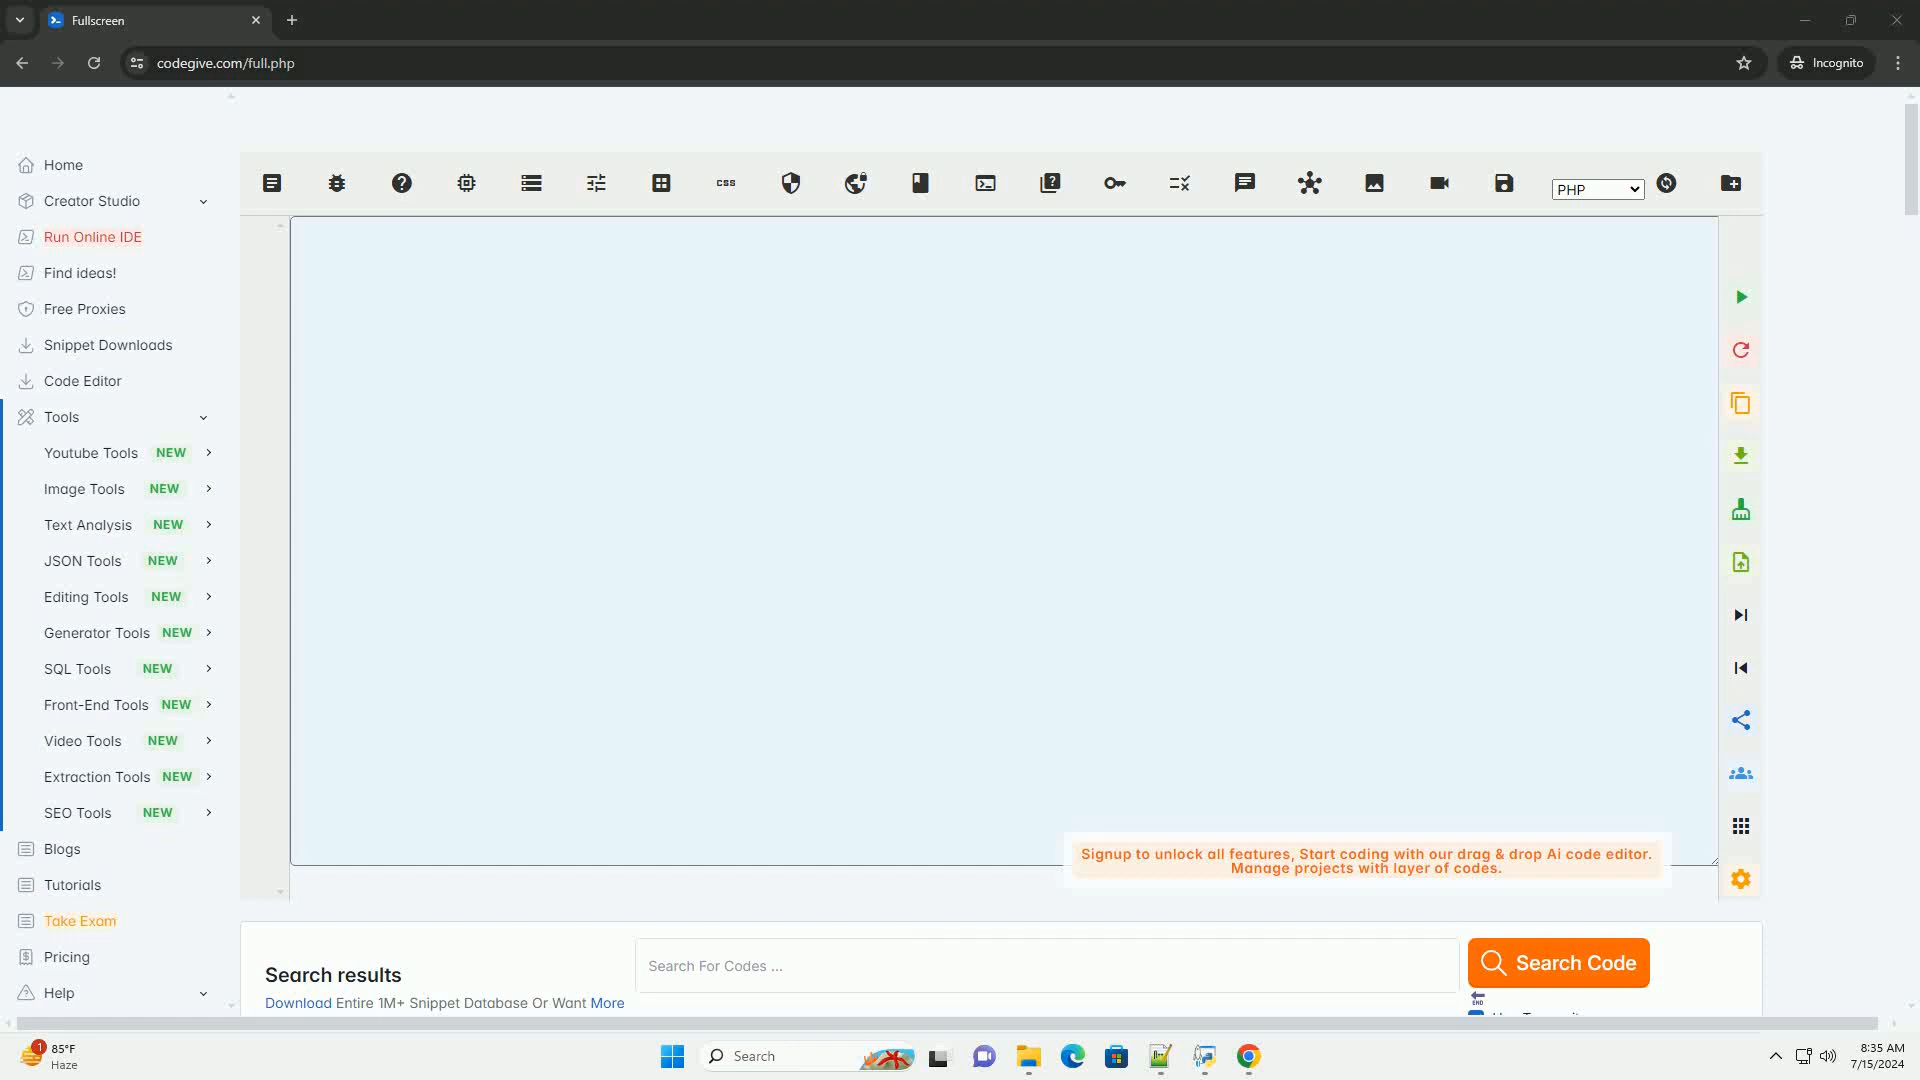 Fullscreen
codegive.com/full.php
Incognito
Home
Creator Studio
Run Online IDE
Find ideas!
Free Proxies
Snippet Downloads
Code Editor
Tools
Youtube Tools NEW
Image Tools NEW
Text Analysis NEW
JSON Tools NEW
Editing Tools NEW
Generator Tools NEW
SQL Tools NEW
Front-End Tools NEW
Video Tools NEW
Extraction Tools NEW
SEO Tools NEW
Blogs
Tutorials
Take Exam
Pricing
Help
CSS
PHP
Signup to unlock all features, Start coding with our drag & drop Ai code editor.
Manage projects with layer of codes.
Search results
Search For Codes ...
Search Code
Download Entire 1M+ Snippet Database Or Want More
END
1
85°F
Haze
Search
8:35 AM
7/15/2024